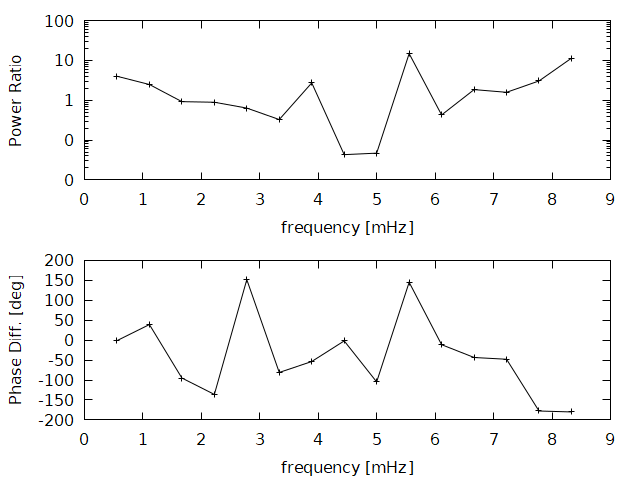 100
10
1
0
0
Power Ratio
0 1 2 3 4 5 6 7 8 9
frequency [mHz]
200
150
100
50
0
-50
-100
-150
-200
Phase Diff. [deg]
0 1 2 3 4 5 6 7 8 9
frequency [mHz]